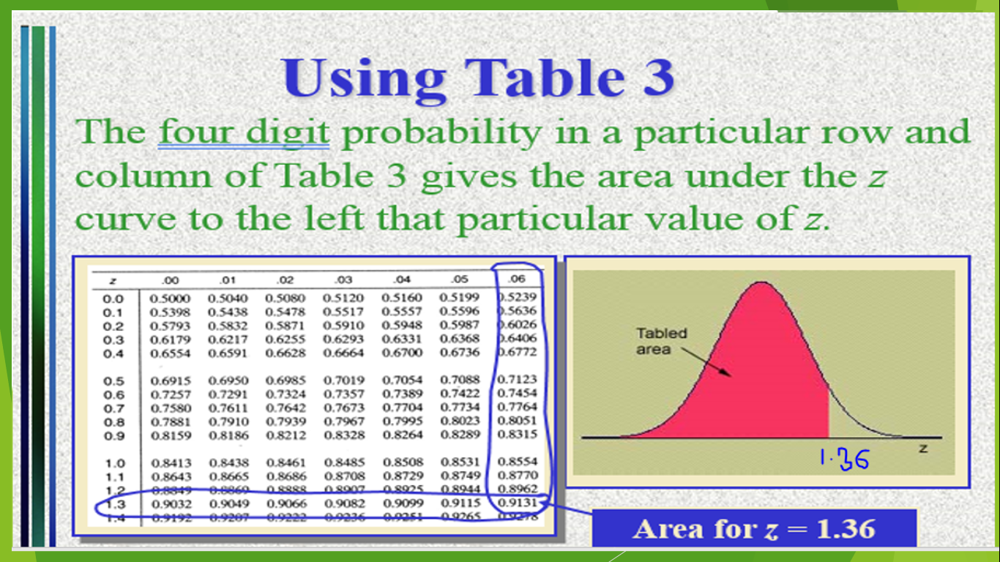 Using Table 3
The four digit probability in a particular row and
column of Table 3 gives the area under the z
curve to the left that particular value of z.
z .00 .01 .02 .03 .04 .05 .06
0.0 0.5000 0.5040 0.5080 0.5120 0.5160 0.5199 0.5239
0.1 0.5398 0.5438 0.5478 0.5517 0.5557 0.5596 0.5636
0.2 0.5793 0.5832 0.5871 0.5910 0.5948 0.5987 0.6026
0.3 0.6179 0.6217 0.6255 0.6293 0.6331 0.6368 0.6406
0.4 0.6554 0.6591 0.6628 0.6664 0.6700 0.6736 0.6772
0.5 0.6915 0.6950 0.6985 0.7019 0.7054 0.7088 0.7123
0.6 0.7257 0.7291 0.7324 0.7357 0.7389 0.7422 0.7454
0.7 0.7580 0.7611 0.7642 0.7673 0.7704 0.7734 0.7764
0.8 0.7881 0.7910 0.7939 0.7967 0.7995 0.8023 0.8051
0.9 0.8159 0.8186 0.8212 0.8328 0.8264 0.8289 0.8315
1.0 0.8413 0.8438 0.8461 0.8485 0.8508 0.8531 0.8554
1.1 0.8643 0.8665 0.8686 0.8708 0.8729 0.8749 0.8770
1.2 0.8849 0.8869 0.8888 0.8907 0.8925 0.8944 0.8962
1.3 0.9032 0.9049 0.9066 0.9082 0.9099 0.9115 0.9131
1.4 0.9192 0.9207 0.9222 0.9236 0.9251 0.9265 0.9278
Tabled
area
z
1.36
Area for z = 1.36